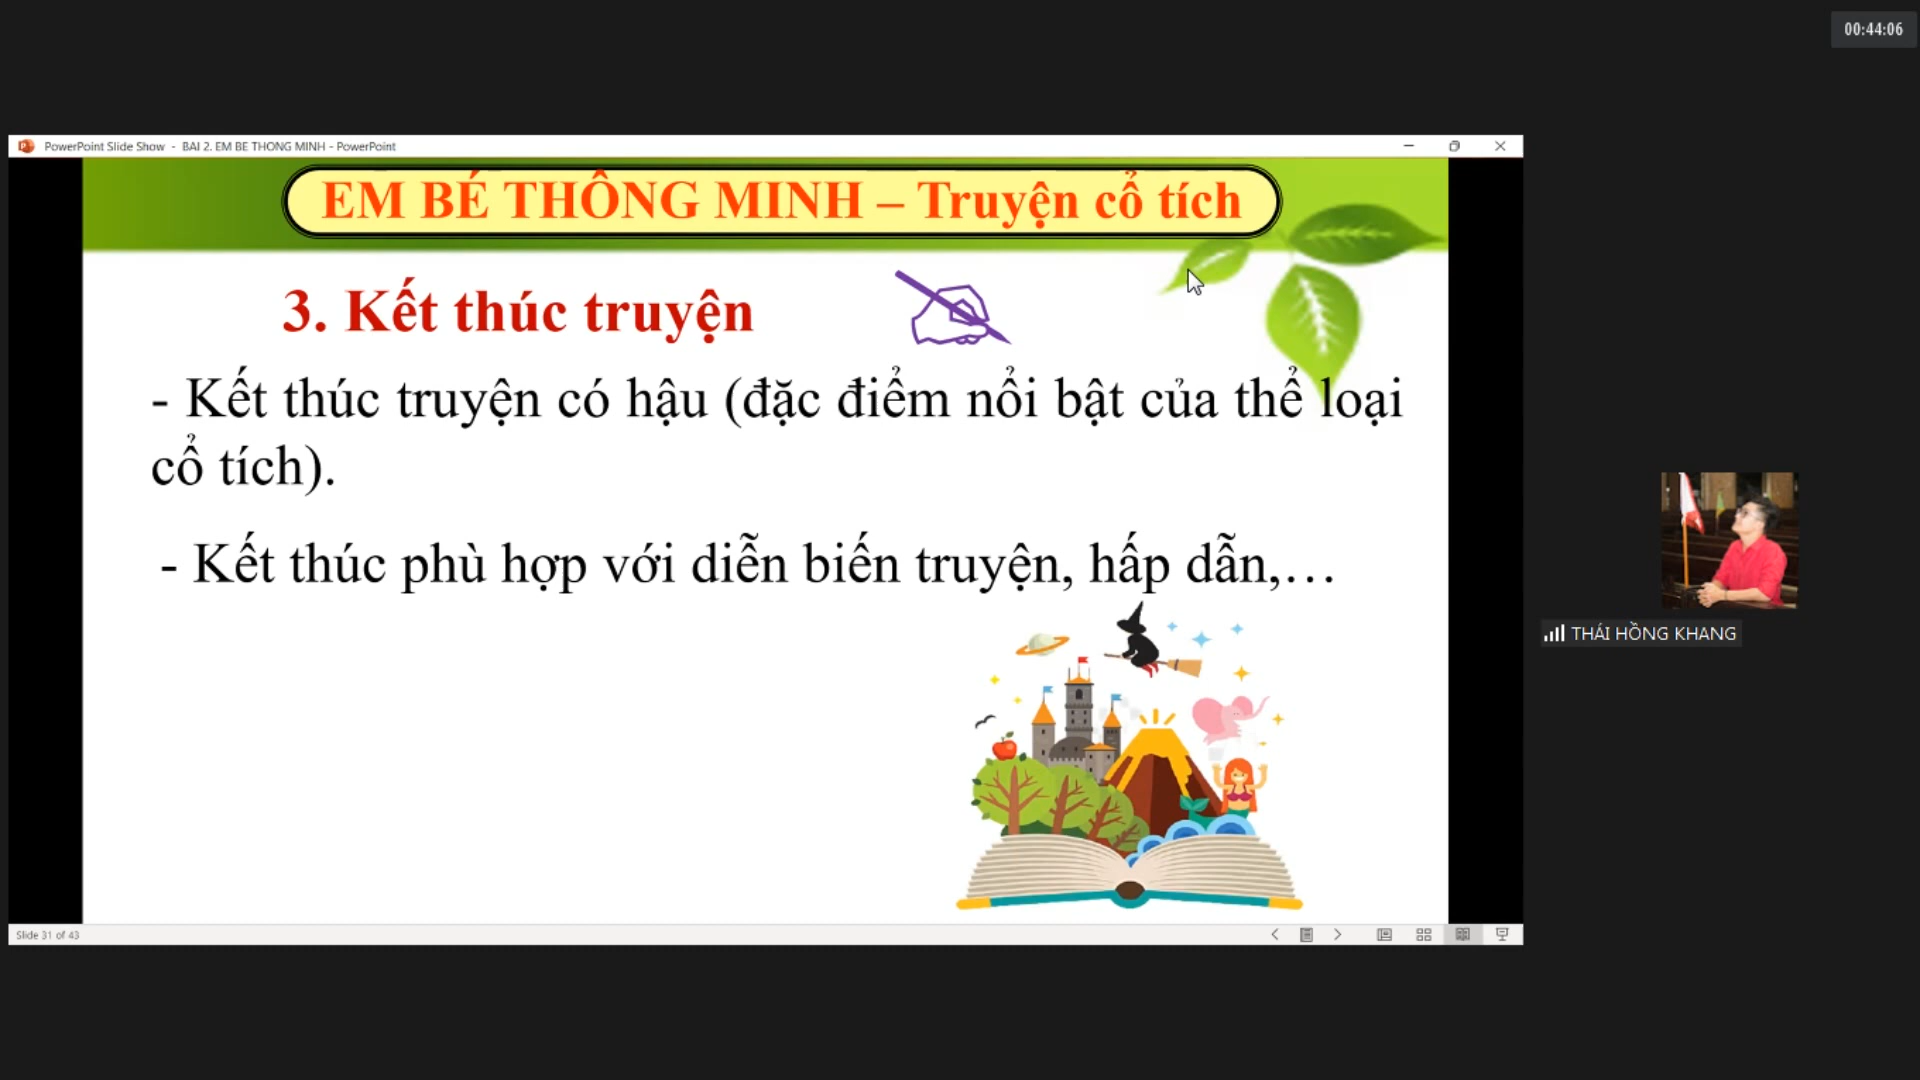 00:44:06
PowerPoint Slide Show - BAI 2. EM BE THONG MINH - PowerPoint
EM BÉ THÔNG MINH – Truyện cổ tích
3. Kết thúc truyện
- Kết thúc truyện có hậu (đặc điểm nổi bật của thể loại
cổ tích).
- Kết thúc phù hợp với diễn biến truyện, hấp dẫn,…
THÁI HỒNG KHANG
Slide 31 of 43